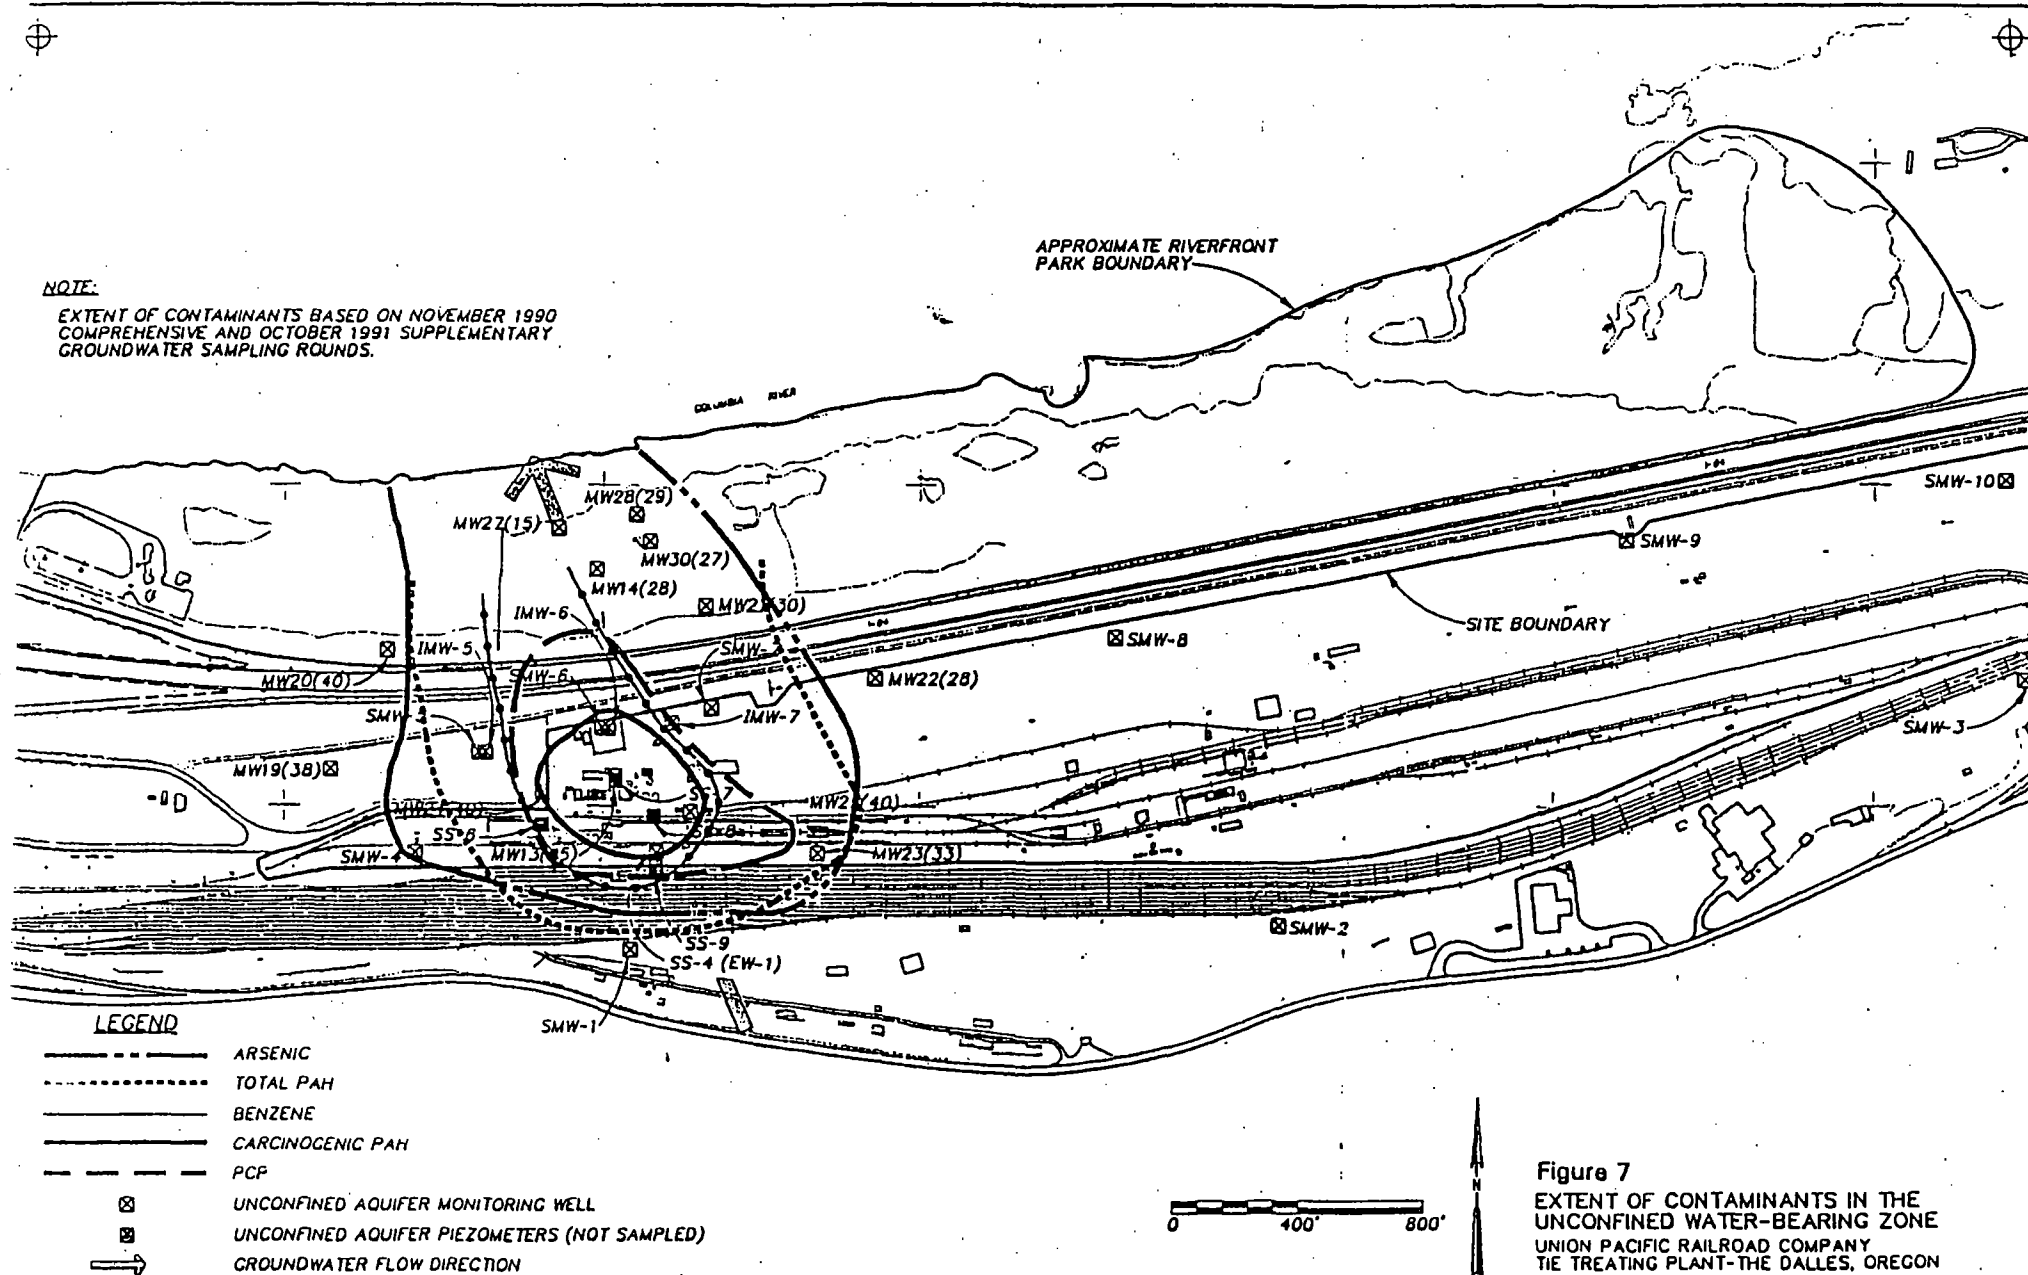 APPROXIMATE RIVERFRONT
PARK BOUNDARY
NOTE:
EXTENT OF CONTAMINANTS BASED ON NOVEMBER 1990
COMPREHENSIVE AND OCTOBER 1991 SUPPLEMENTARY
GROUNDWATER SAMPLING ROUNDS.
COLUMBIA RIVER
SMW-10
MW28(29)
MW27(15)
SMW-9
MW30(27)
MW14(28)
IMW-6
SITE BOUNDARY
SMW-8
IMW-5
MW20(40)
SMW-6
MW22(28)
IMW-7
SMW-3
MW19(38)
SS-8
SMW-4
MW23(33)
SMW-2
SS-9
SS-4 (EW-1)
SMW-1
LEGEND
ARSENIC
TOTAL PAH
BENZENE
CARCINOGENIC PAH
PCP
UNCONFINED AQUIFER MONITORING WELL
UNCONFINED AQUIFER PIEZOMETERS (NOT SAMPLED)
GROUNDWATER FLOW DIRECTION
0 400' 800'
N
Figure 7
EXTENT OF CONTAMINANTS IN THE
UNCONFINED WATER-BEARING ZONE
UNION PACIFIC RAILROAD COMPANY
TIE TREATING PLANT-THE DALLES, OREGON